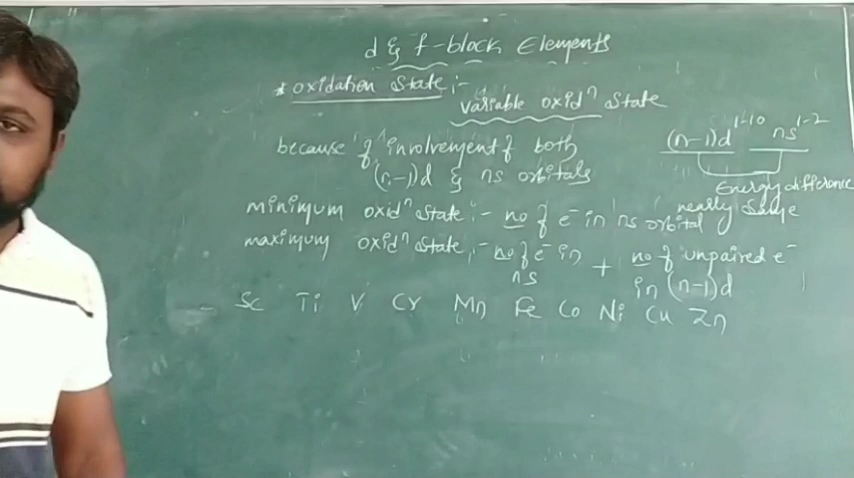 d & f-block Elements
* oxidation state :-
variable oxidⁿ state
because of involvement of both
(n-1)d & ns orbitals
(n-1)d¹⁻¹⁰ ns¹⁻²
Energy difference
nearly same
minimum oxidⁿ state :- no of e⁻ in ns orbital
maximum oxidⁿ state :- no of e⁻ in ns + no of unpaired e⁻ in (n-1)d
Sc Ti V Cr Mn Fe Co Ni Cu Zn